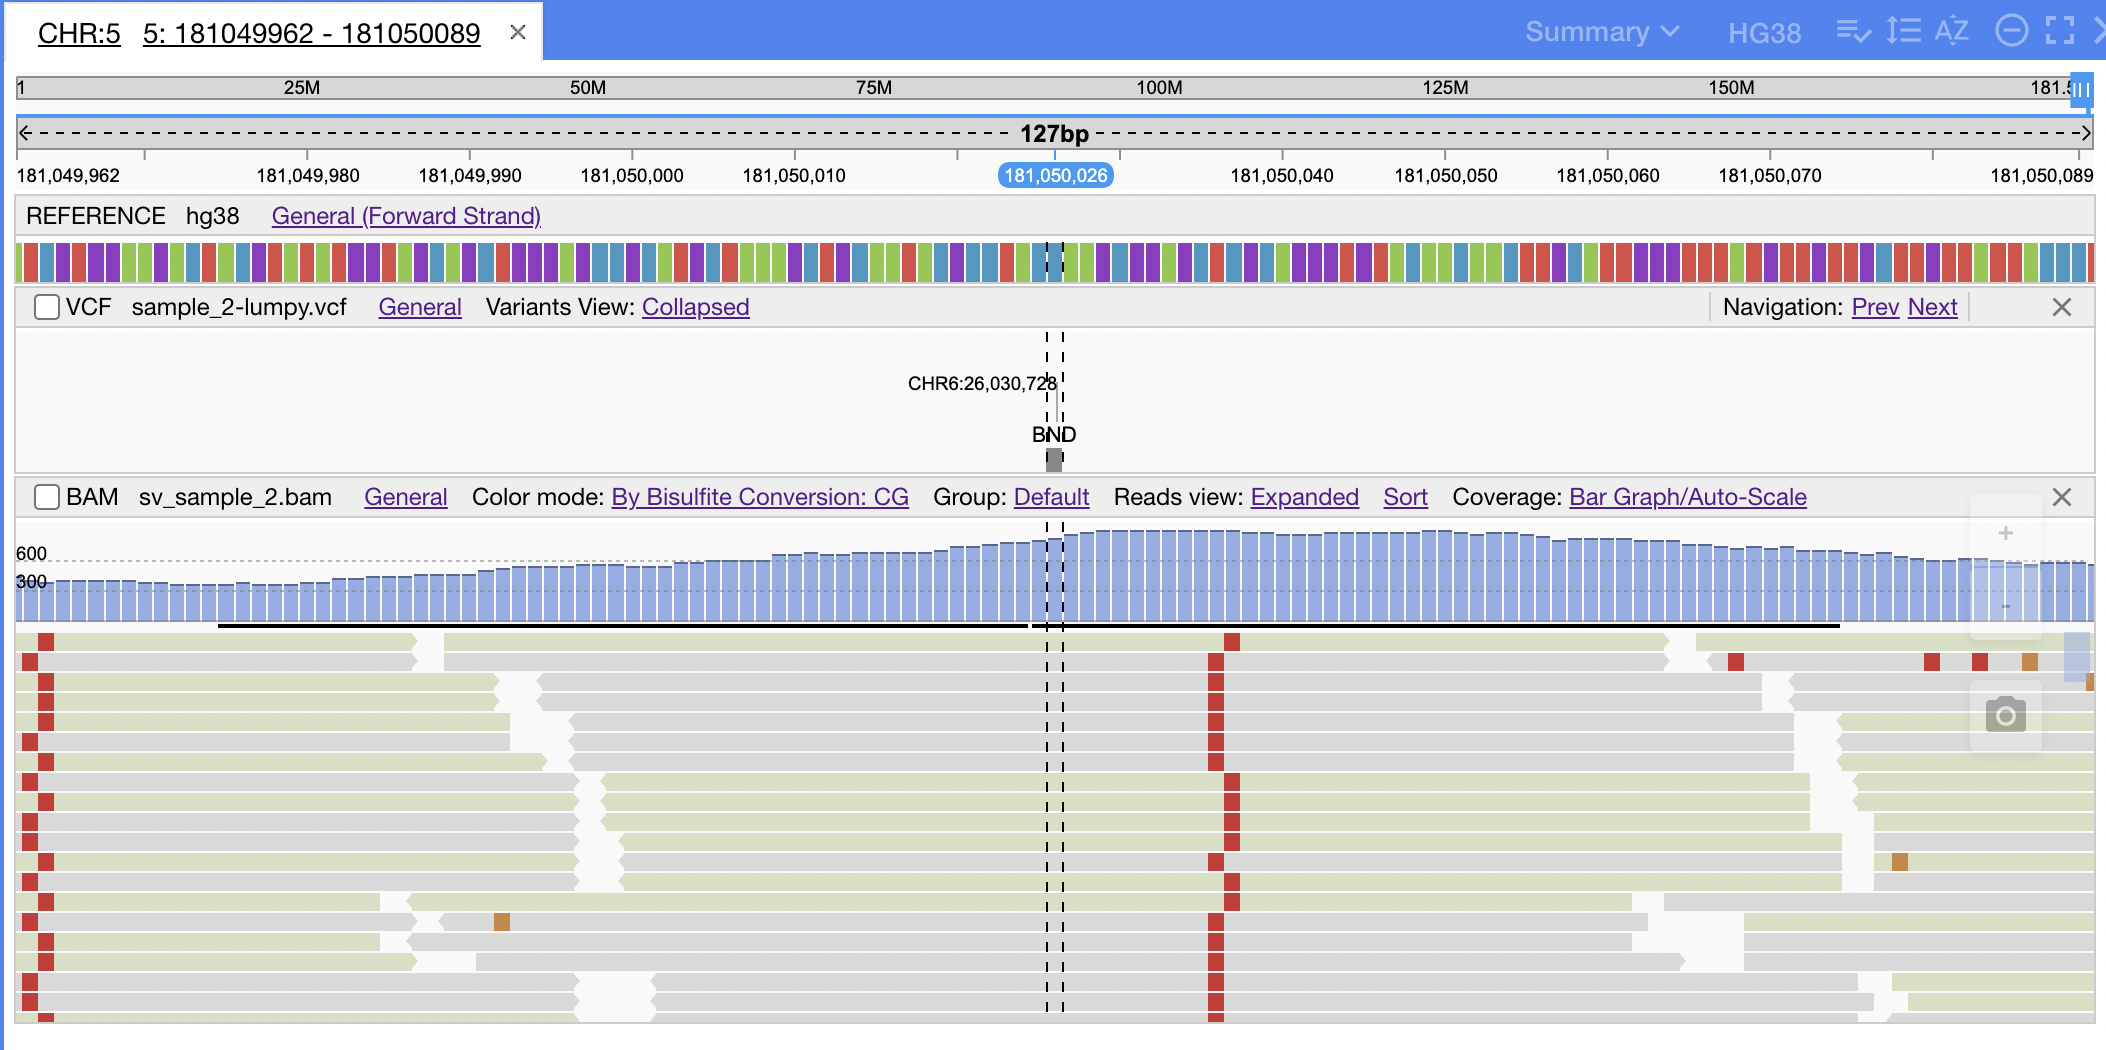 CHR:5 5: 181049962 - 181050089 × Summary HG38
1 25M 50M 75M 100M 125M 150M 181.5
127bp
181,049,962 181,049,980 181,049,990 181,050,000 181,050,010 181,050,026 181,050,040 181,050,050 181,050,060 181,050,070 181,050,089
REFERENCE hg38 General (Forward Strand)
VCF sample_2-lumpy.vcf General Variants View: Collapsed Navigation: Prev Next
CHR6:26,030,728
BND
BAM sv_sample_2.bam General Color mode: By Bisulfite Conversion: CG Group: Default Reads view: Expanded Sort Coverage: Bar Graph/Auto-Scale
+
600
300
-